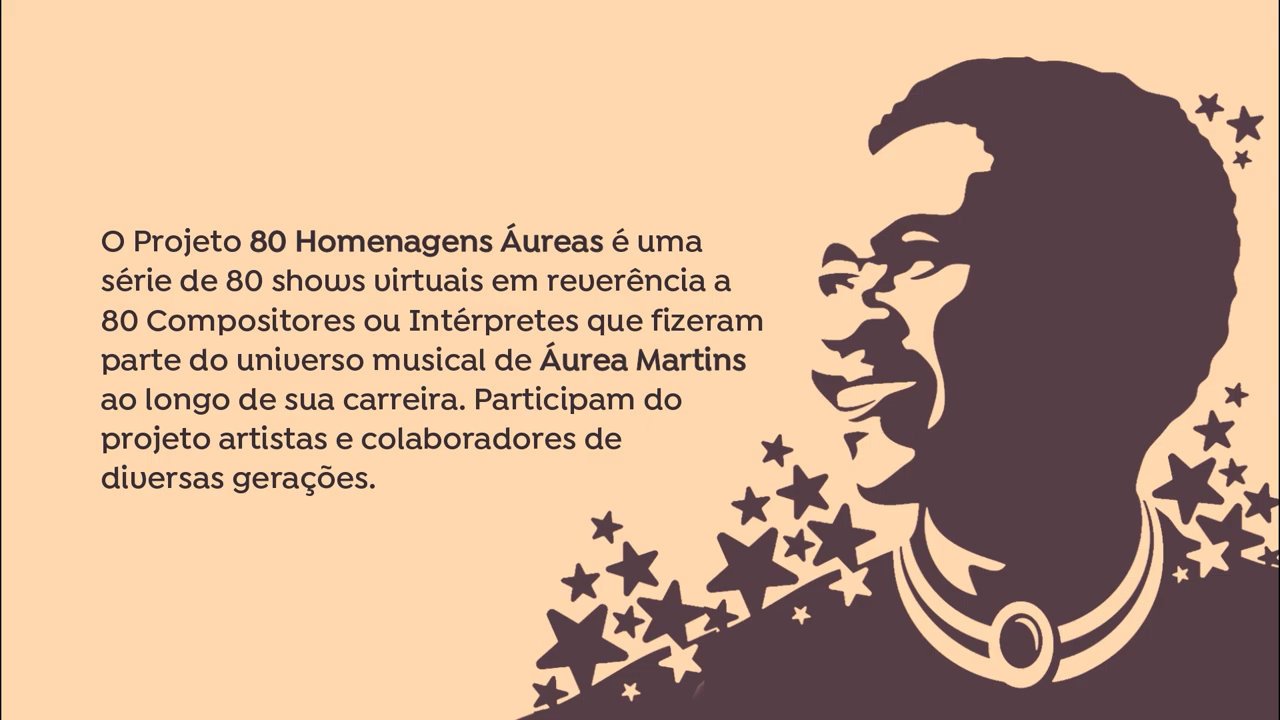 O Projeto 80 Homenagens Áureas é uma
série de 80 shows virtuais em reverência a
80 Compositores ou Intérpretes que fizeram
parte do universo musical de Áurea Martins
ao longo de sua carreira. Participam do
projeto artistas e colaboradores de
diversas gerações.